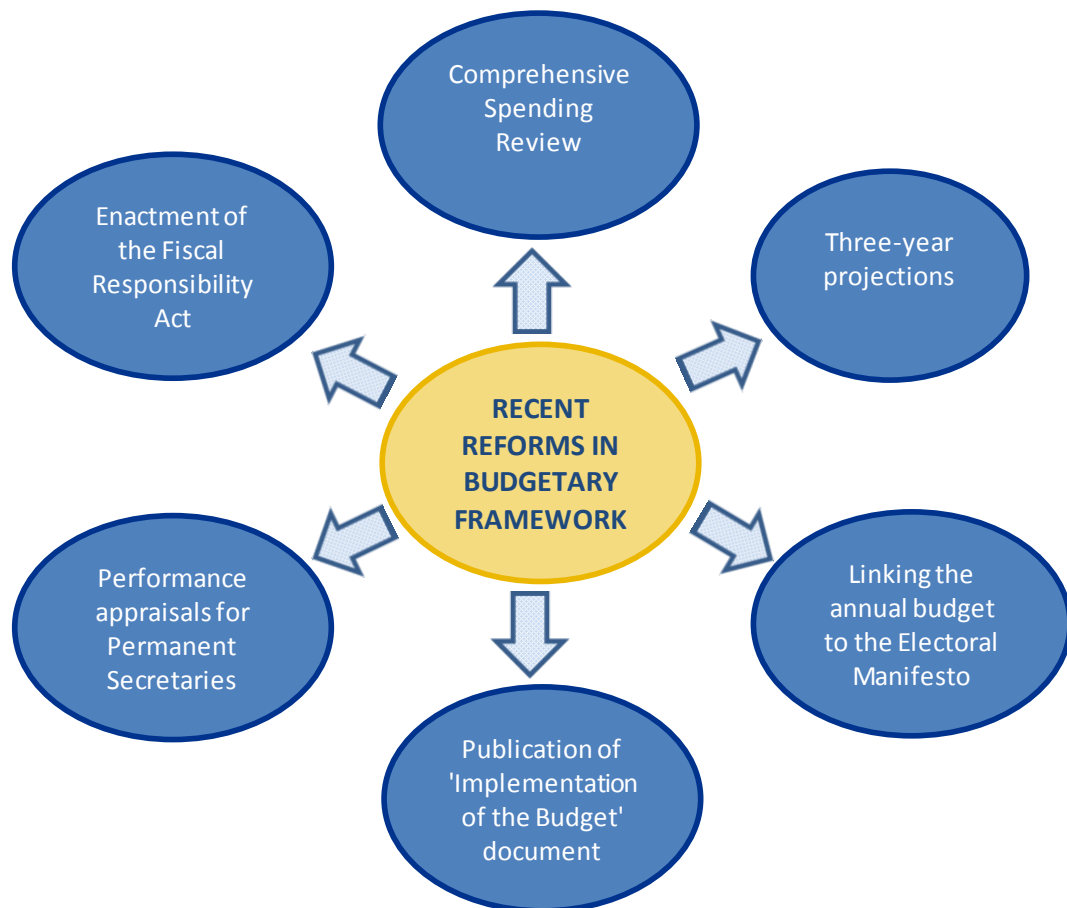 Comprehensive
Spending
Review
Three-year
projections
Linking the
annual budget
to the Electoral
Manifesto
Publication of
'Implementation
of the Budget'
document
Performance
appraisals for
Permanent
Secretaries
Enactment of
the Fiscal
Responsibility
Act
RECENT
REFORMS IN
BUDGETARY
FRAMEWORK